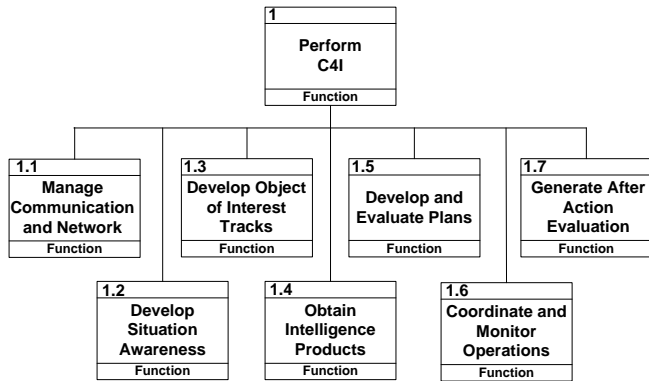 1
Perform
C4I
Function
1.1
Manage
Communication
and Network
Function
1.3
Develop Object
of Interest
Tracks
Function
1.5
Develop and
Evaluate Plans
Function
1.7
Generate After
Action
Evaluation
Function
1.2
Develop
Situation
Awareness
Function
1.4
Obtain
Intelligence
Products
Function
1.6
Coordinate and
Monitor
Operations
Function